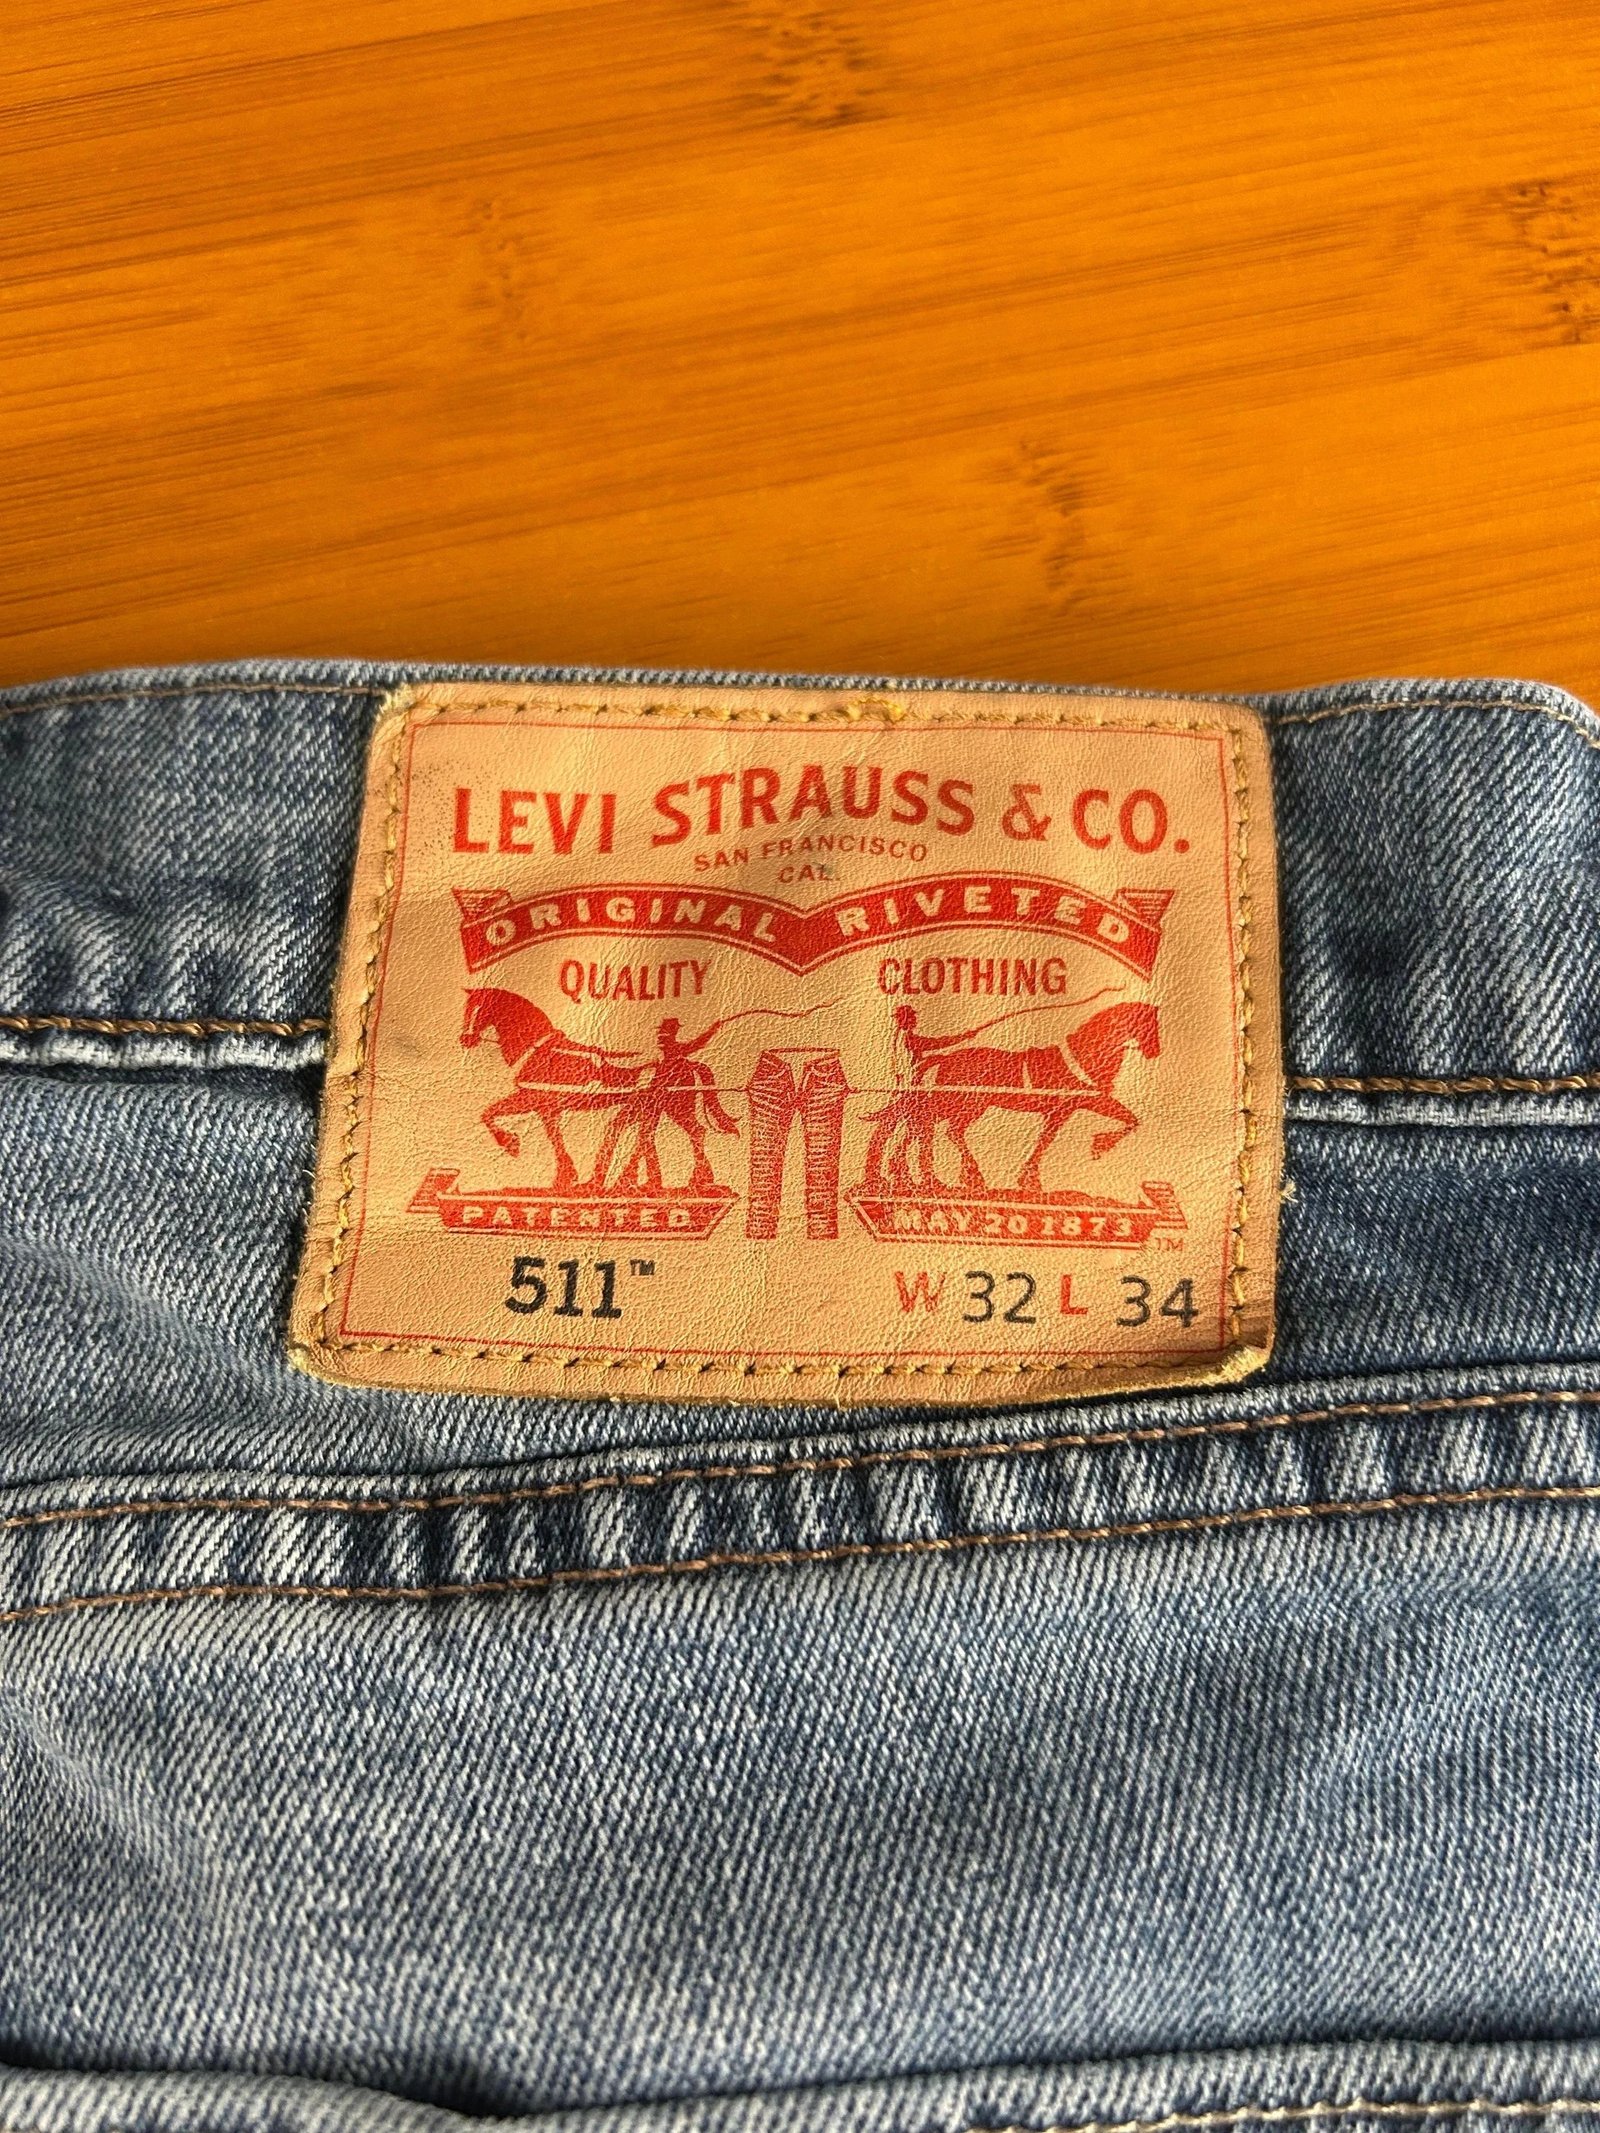 LEVI STRAUSS & CO.
SAN FRANCISCO
CAL.
ORIGINAL RIVETED
QUALITY CLOTHING
PATENTED MAY 20 1873 TM
511™ W 32 L 34